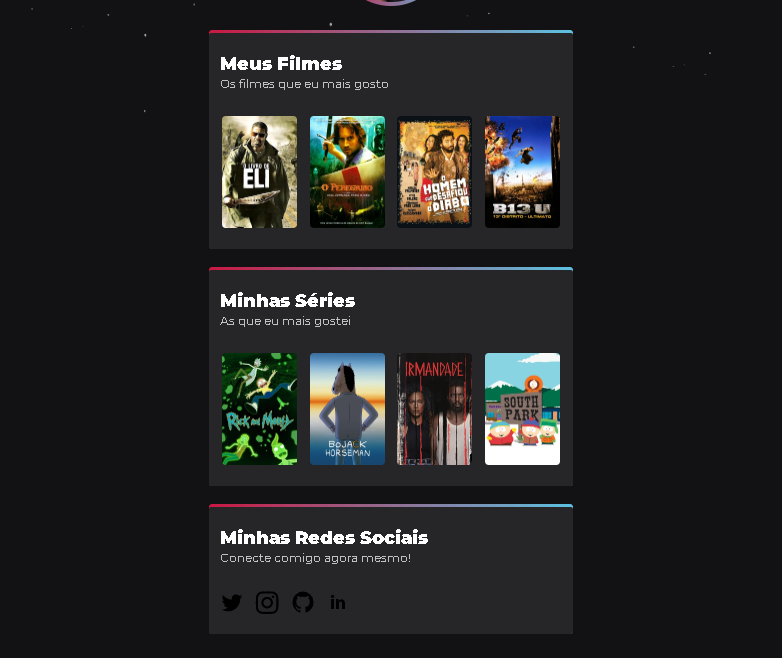 Meus Filmes
Os filmes que eu mais gosto
O LIVRO DE
ELI
O PEREGRINO
O
HOMEM
QUE DESAFIOU
O DIABO
B13 U
13º DISTRITO - ULTIMATO
Minhas Séries
As que eu mais gostei
Rick and Morty
BOJACK
HORSEMAN
IRMANDADE
SOUTH
PARK
Minhas Redes Sociais
Conecte comigo agora mesmo!
in